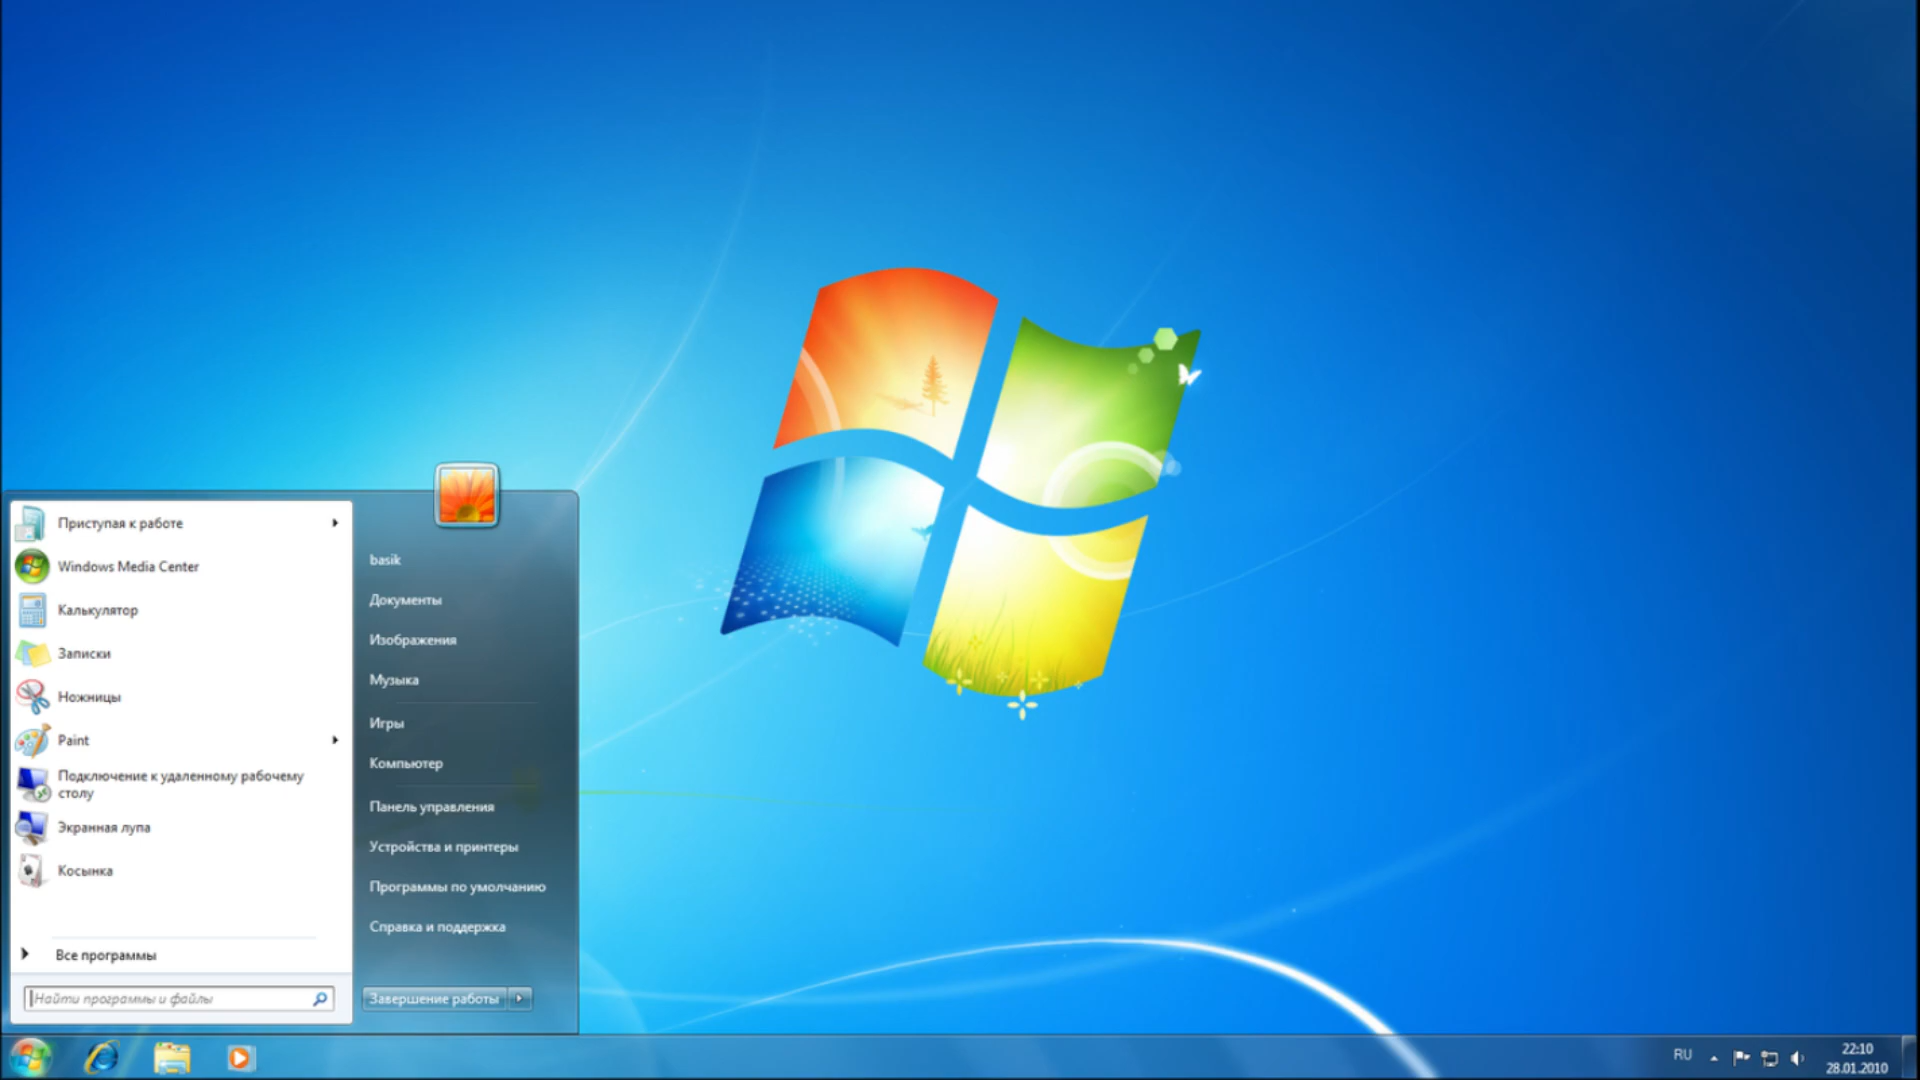 Приступая к работе
Windows Media Center
Калькулятор
Записки
Ножницы
Paint
Подключение к удаленному рабочему
столу
Экранная лупа
Косынка
Все программы
Найти программы и файлы
basik
Документы
Изображения
Музыка
Игры
Компьютер
Панель управления
Устройства и принтеры
Программы по умолчанию
Справка и поддержка
Завершение работы
RU
22:10
28.01.2010